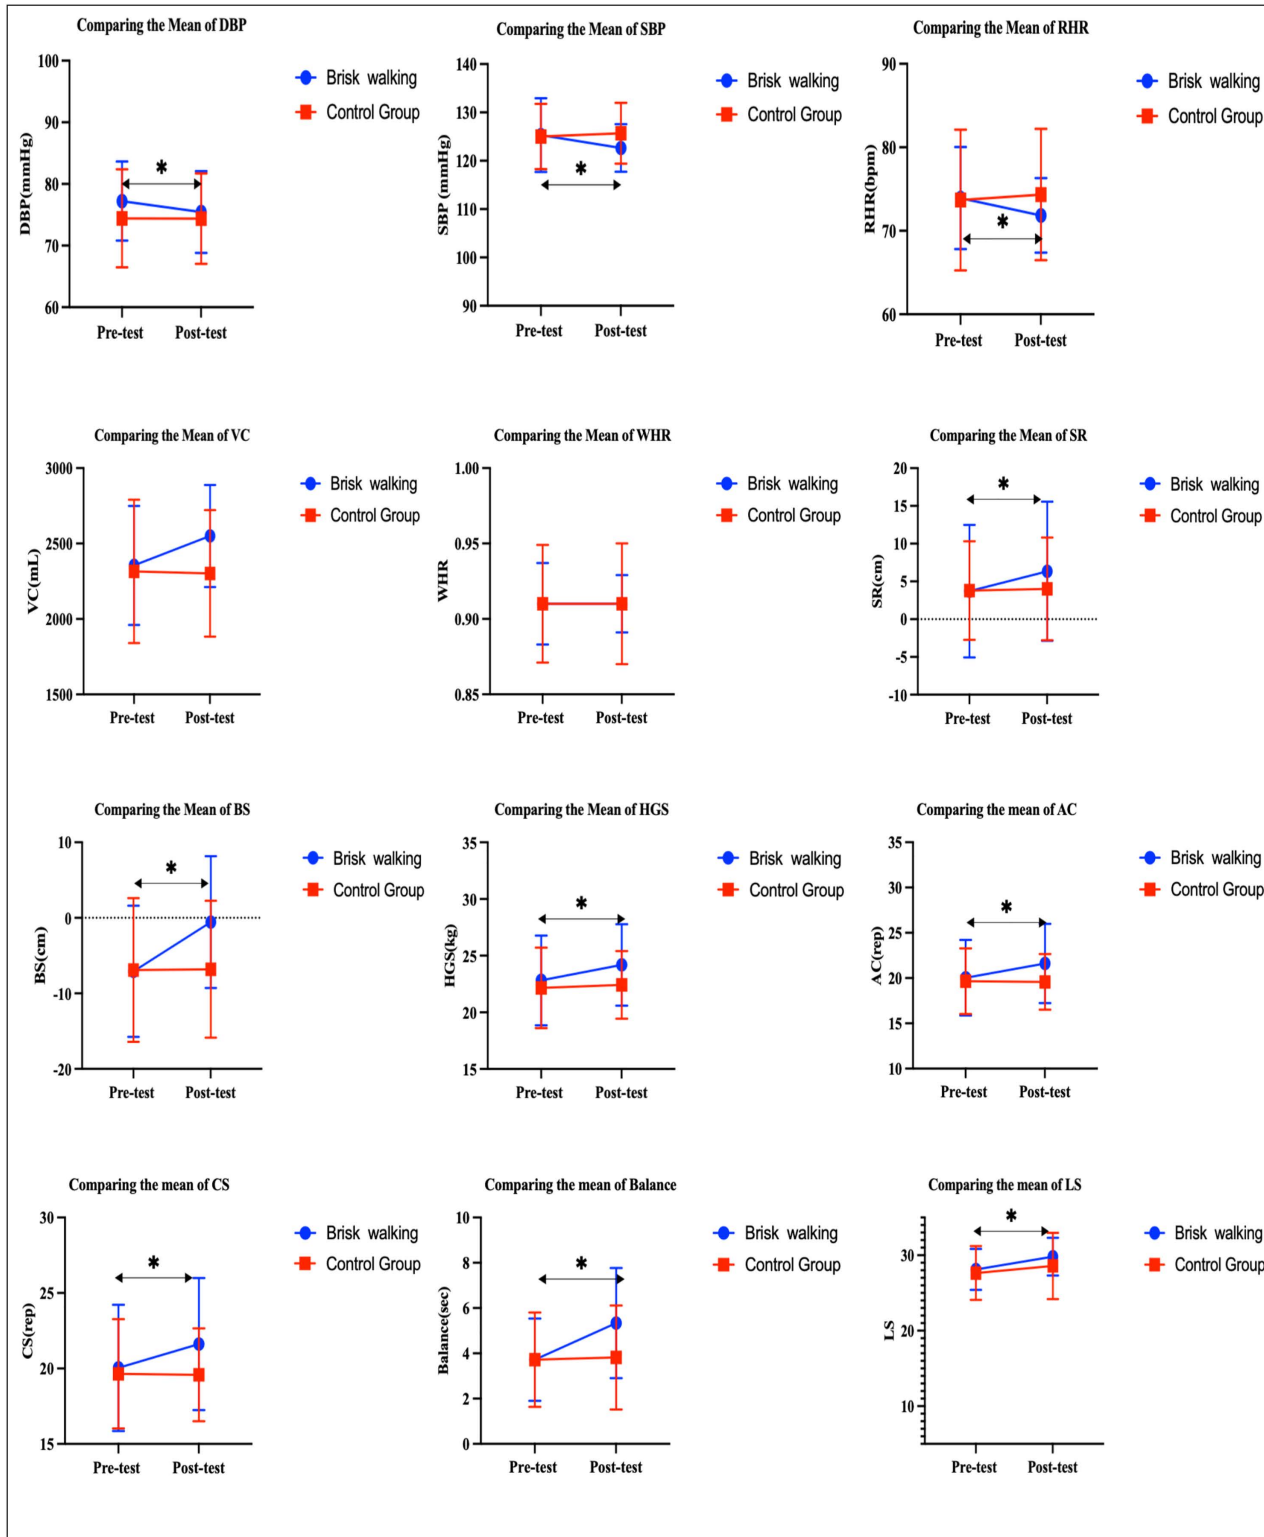 Comparing the Mean of DBP
DBP(mmHg)
100
90
80
70
60
*
Pre-test Post-test
Brisk walking
Control Group
Comparing the Mean of SBP
SBP (mmHg)
140
130
120
110
100
90
*
Pre-test Post-test
Brisk walking
Control Group
Comparing the Mean of RHR
RHR(bpm)
90
80
70
60
*
Pre-test Post-test
Brisk walking
Control Group
Comparing the Mean of VC
VC(mL)
3000
2500
2000
1500
Pre-test Post-test
Brisk walking
Control Group
Comparing the Mean of WHR
WHR
1.00
0.95
0.90
0.85
Pre-test Post-test
Brisk walking
Control Group
Comparing the Mean of SR
SR(cm)
20
15
10
5
0
-5
-10
*
Pre-test Post-test
Brisk walking
Control Group
Comparing the Mean of BS
BS(cm)
10
0
-10
-20
*
Pre-test Post-test
Brisk walking
Control Group
Comparing the Mean of HGS
HGS(kg)
35
30
25
20
15
*
Pre-test Post-test
Brisk walking
Control Group
Comparing the mean of AC
AC(rep)
35
30
25
20
15
10
*
Pre-test Post-test
Brisk walking
Control Group
Comparing the mean of CS
CS(rep)
30
25
20
15
*
Pre-test Post-test
Brisk walking
Control Group
Comparing the mean of Balance
Balance(sec)
10
8
6
4
2
0
*
Pre-test Post-test
Brisk walking
Control Group
Comparing the mean of LS
LS
30
20
10
*
Pre-test Post-test
Brisk walking
Control Group